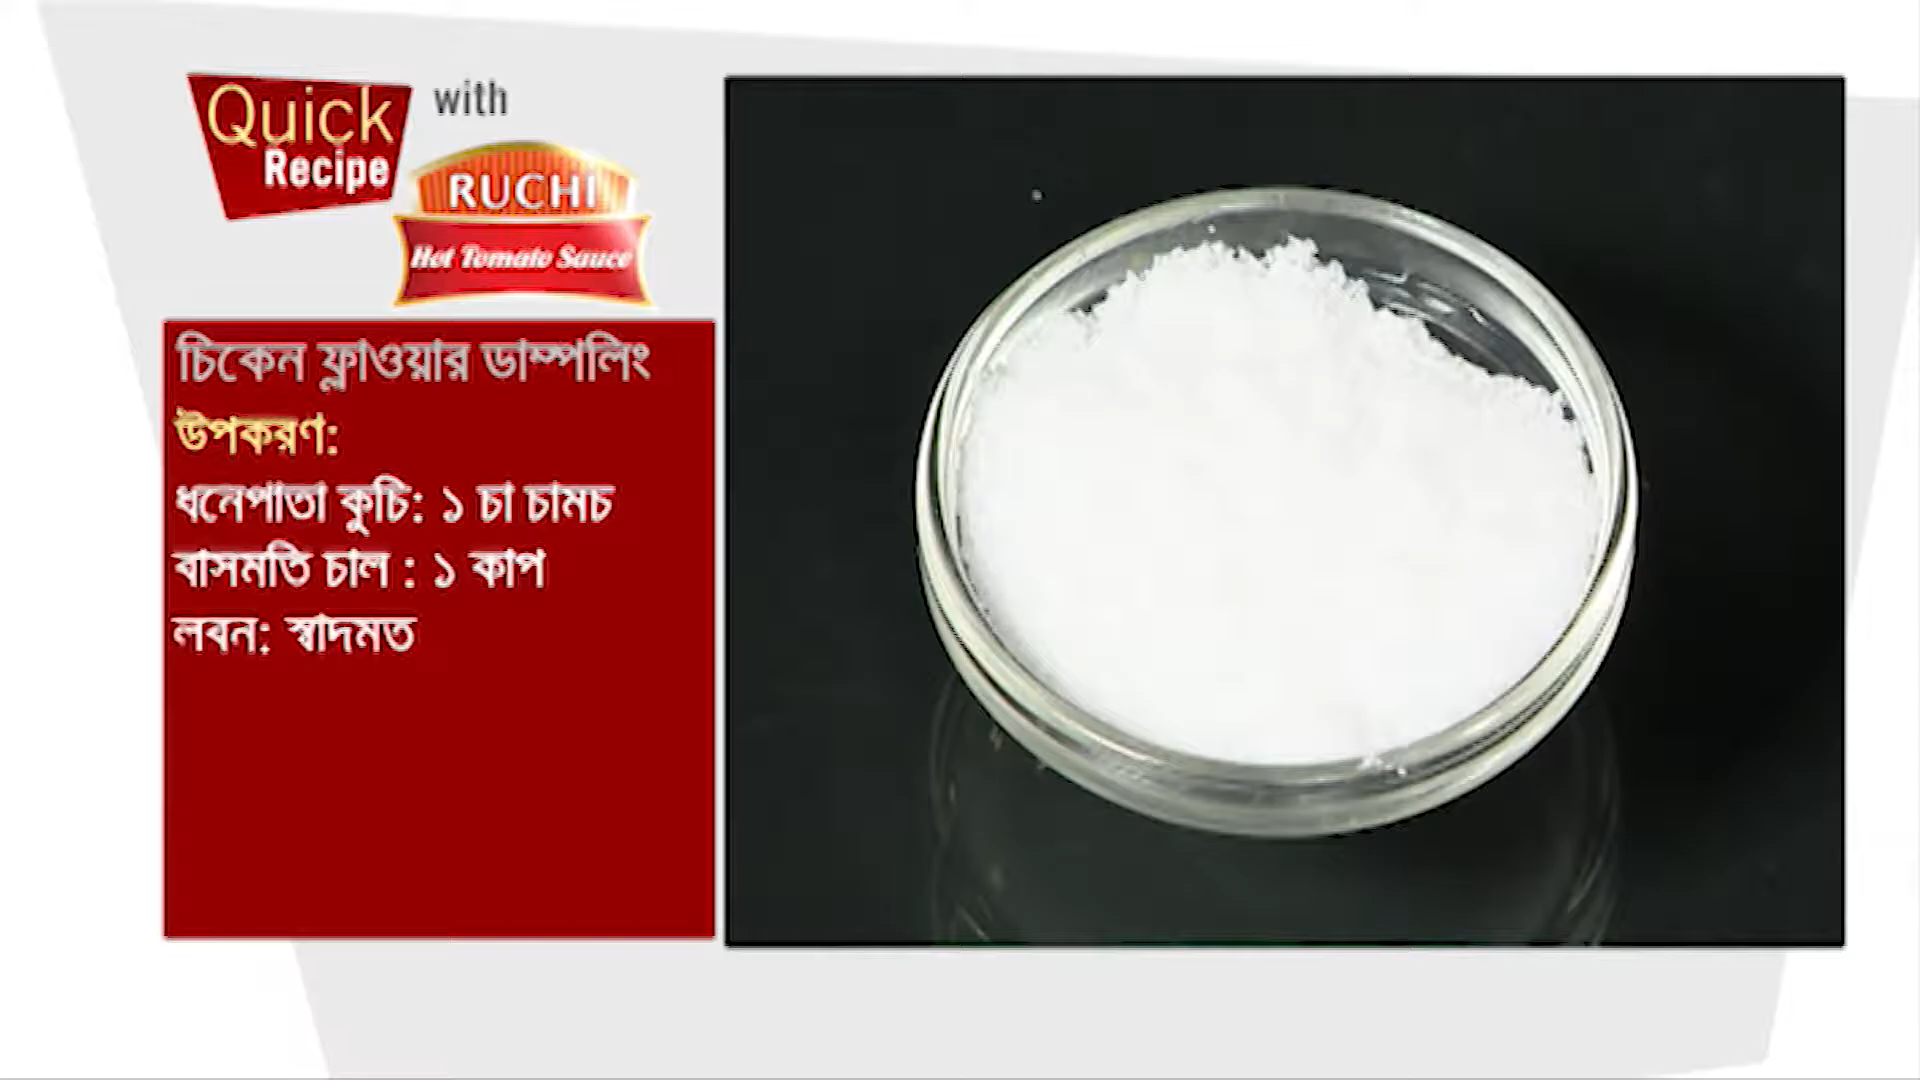 Quick
Recipe
with
RUCHI
Hot Tomato Sauce
চিকেন ফ্লাওয়ার ডাম্পলিং
উপকরণ:
ধনেপাতা কুচি: ১ চা চামচ
বাসমতি চাল : ১ কাপ
লবন: স্বাদমত